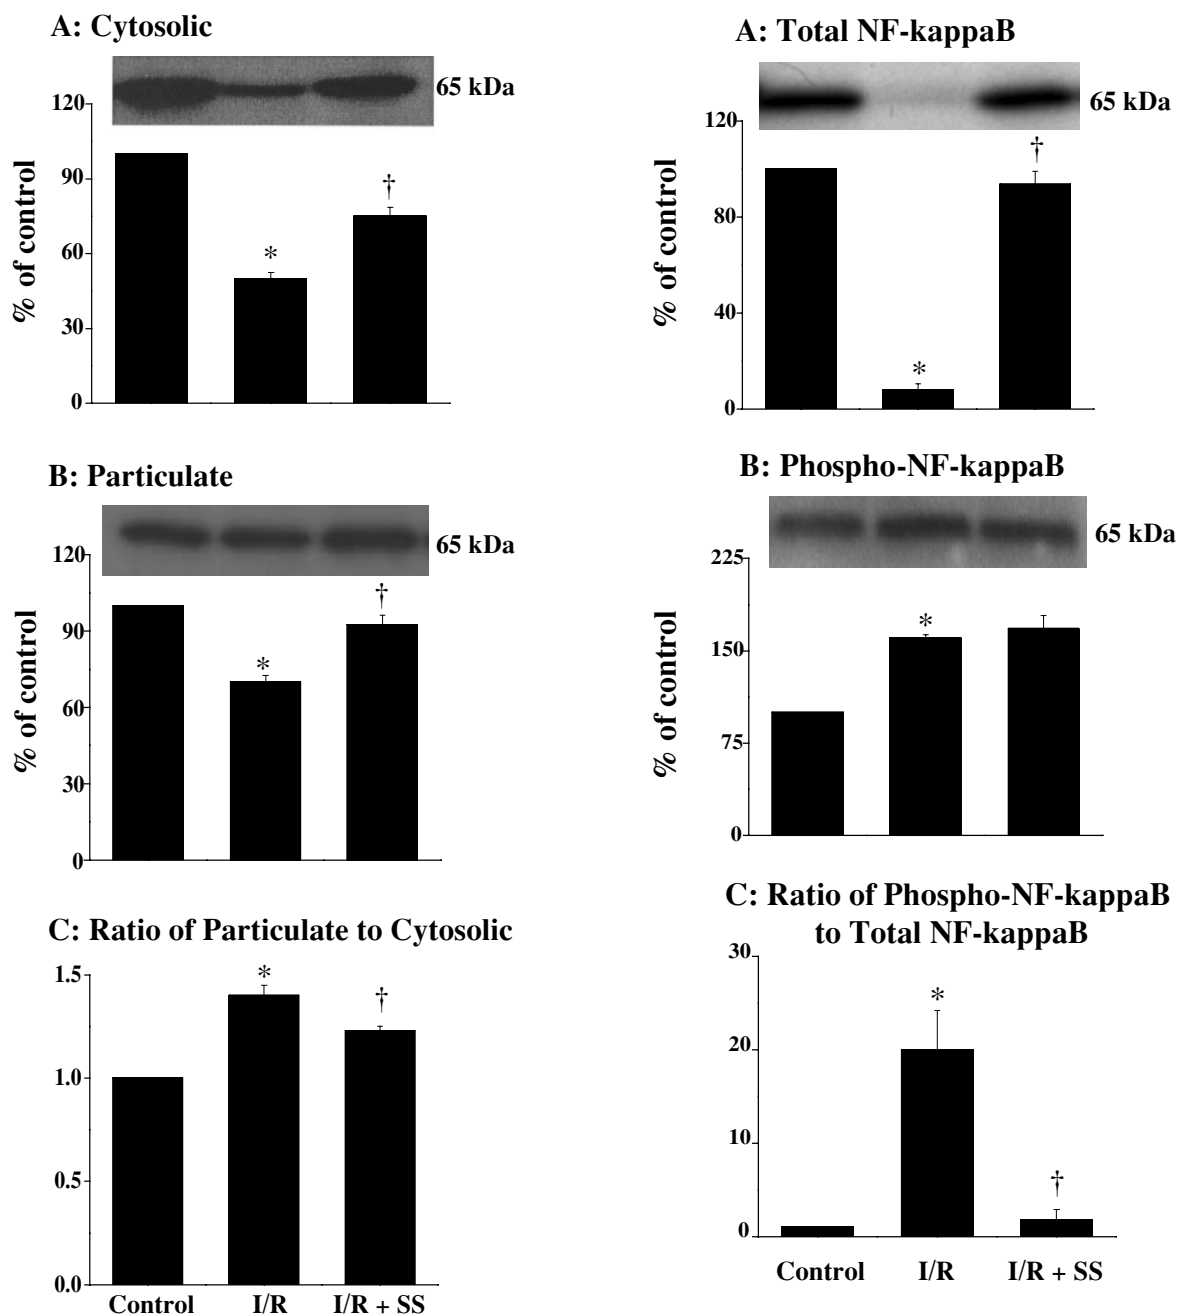 A: Cytosolic
65 kDa
120
90
60
30
0
% of control
†
*
B: Particulate
65 kDa
120
90
60
30
0
% of control
†
*
C: Ratio of Particulate to Cytosolic
1.5
1.0
0.5
0.0
*
†
Control I/R I/R + SS
A: Total NF-kappaB
65 kDa
120
80
40
0
% of control
†
*
B: Phospho-NF-kappaB
65 kDa
225
150
75
0
% of control
*
C: Ratio of Phospho-NF-kappaB
to Total NF-kappaB
30
20
10
0
*
†
Control I/R I/R + SS